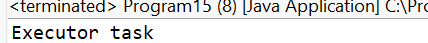 <terminated> Program15 (8) [Java Application] C:\Pro
Executor task